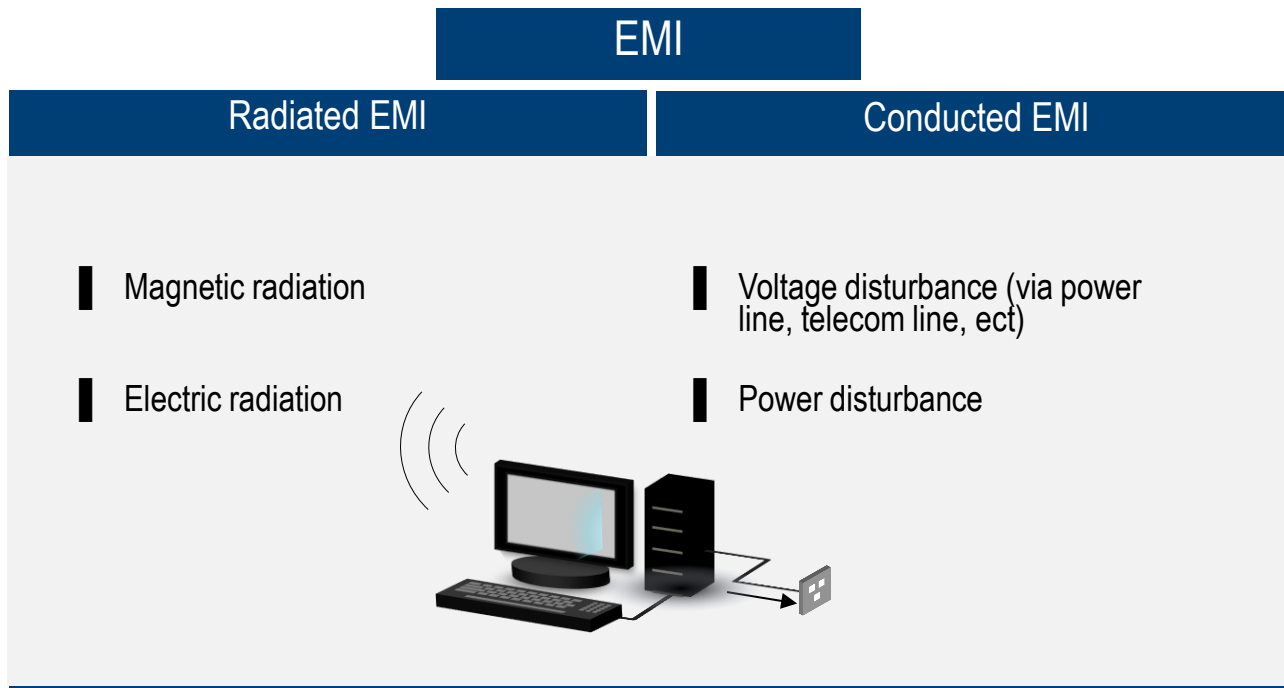 EMI
Radiated EMI
Conducted EMI
Magnetic radiation
Electric radiation
Voltage disturbance (via power
line, telecom line, ect)
Power disturbance